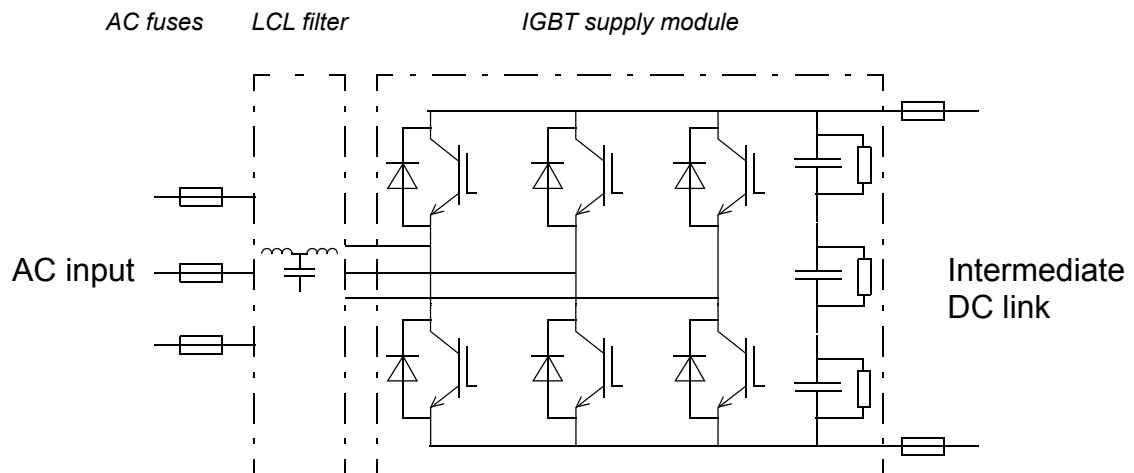 AC fuses LCL filter IGBT supply module
AC input
Intermediate
DC link